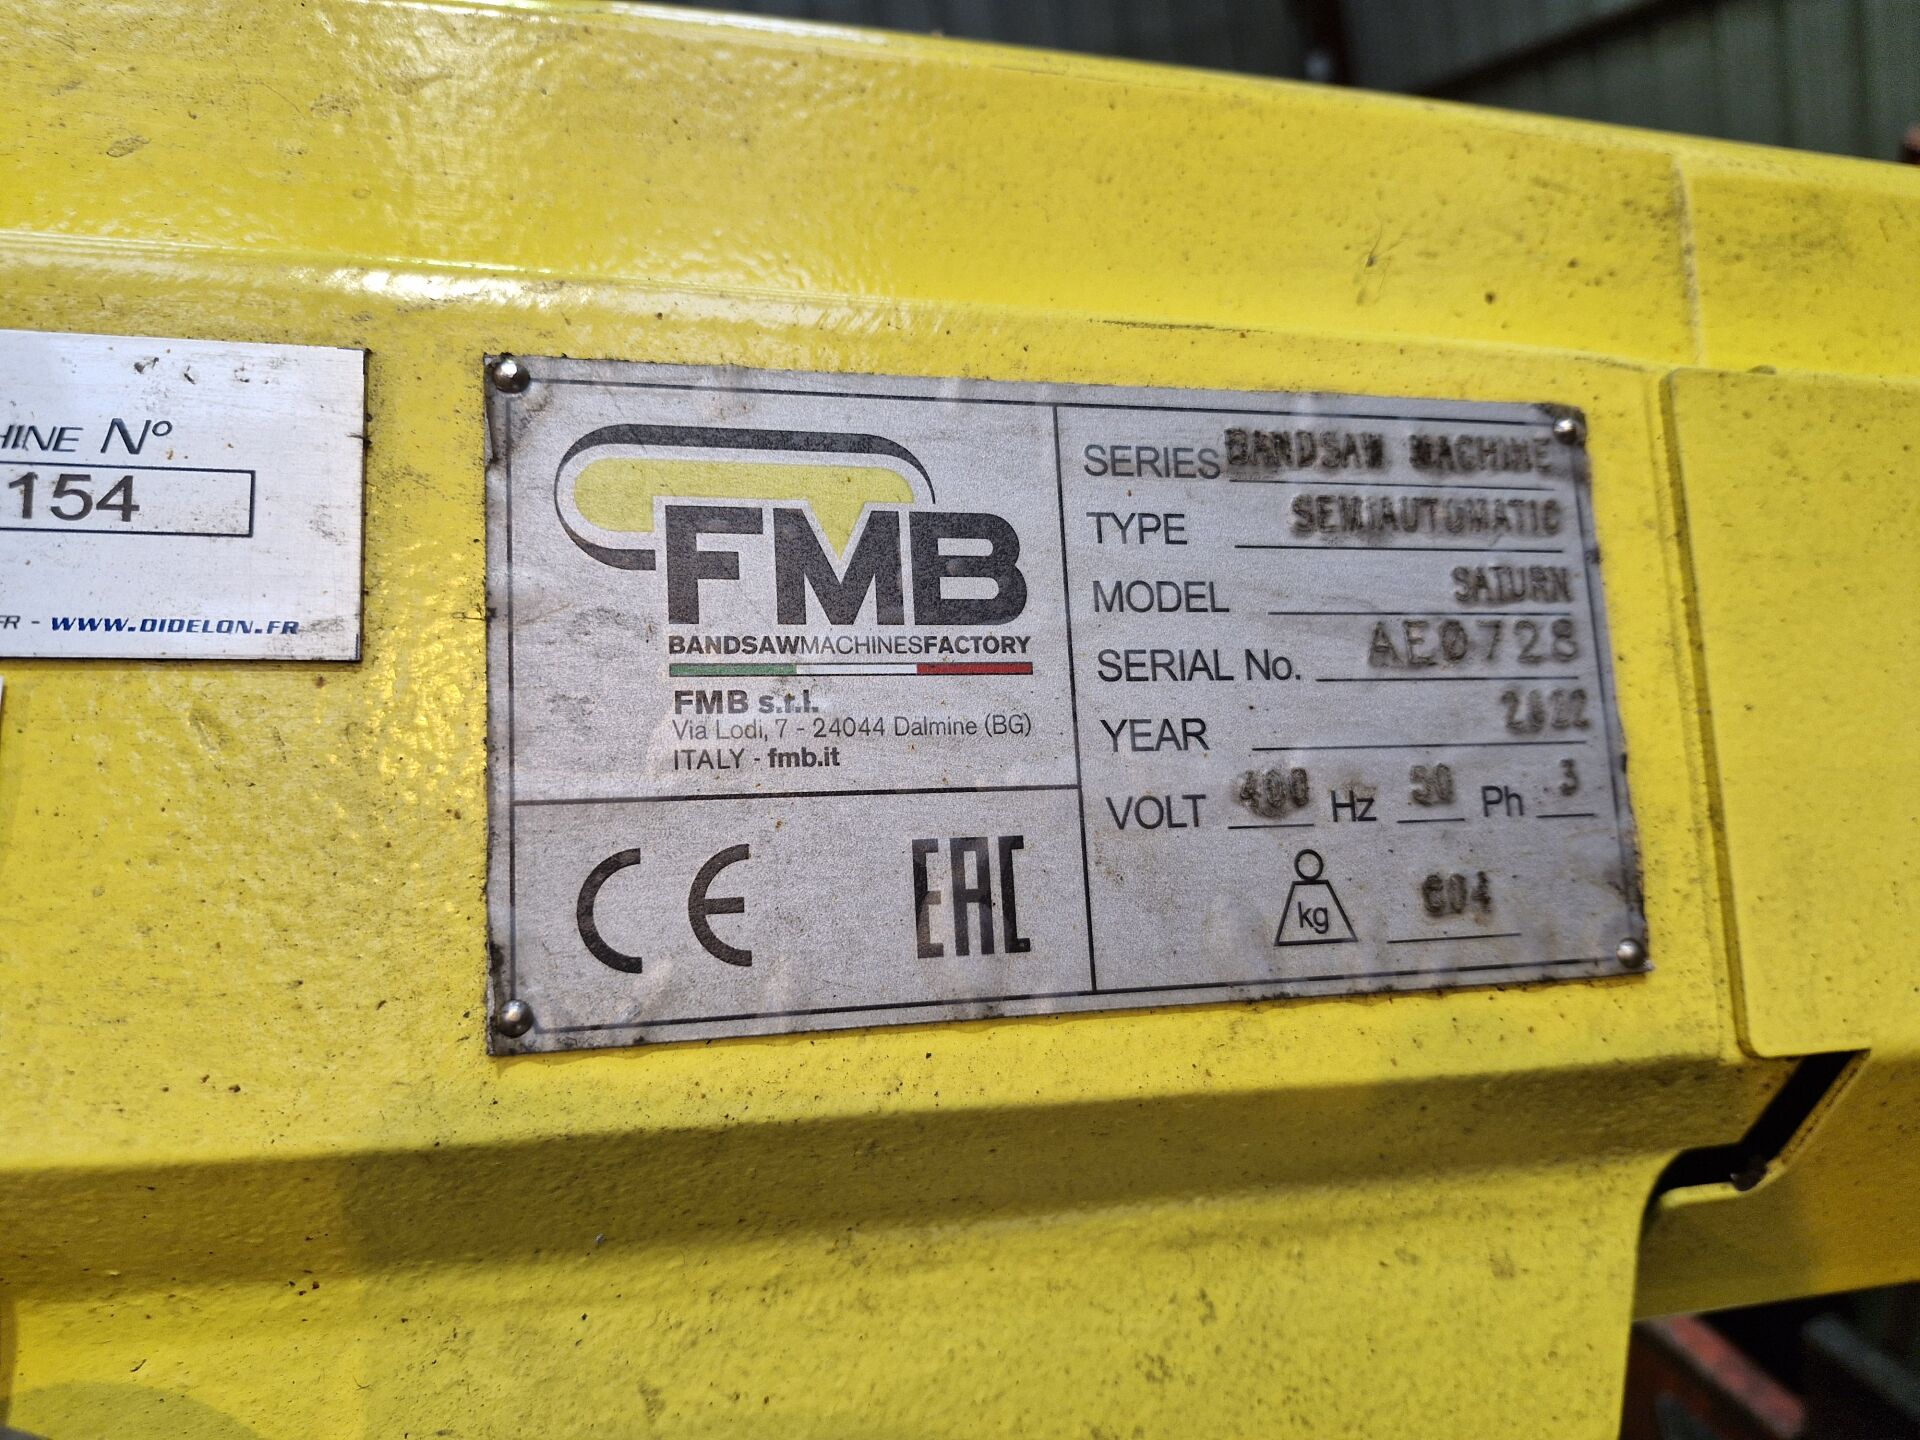 HINE Nº
154
FR - WWW.DIDELON.FR
FMB
BANDSAWMACHINESFACTORY
FMB s.r.l.
Via Lodi, 7 - 24044 Dalmine (BG)
ITALY - fmb.it
CE EAC
SERIES BANDSAW MACHINE
TYPE SEMIAUTOMATIC
MODEL SATURN
SERIAL No. AE0728
YEAR 2022
VOLT 400 Hz 50 Ph 3
kg